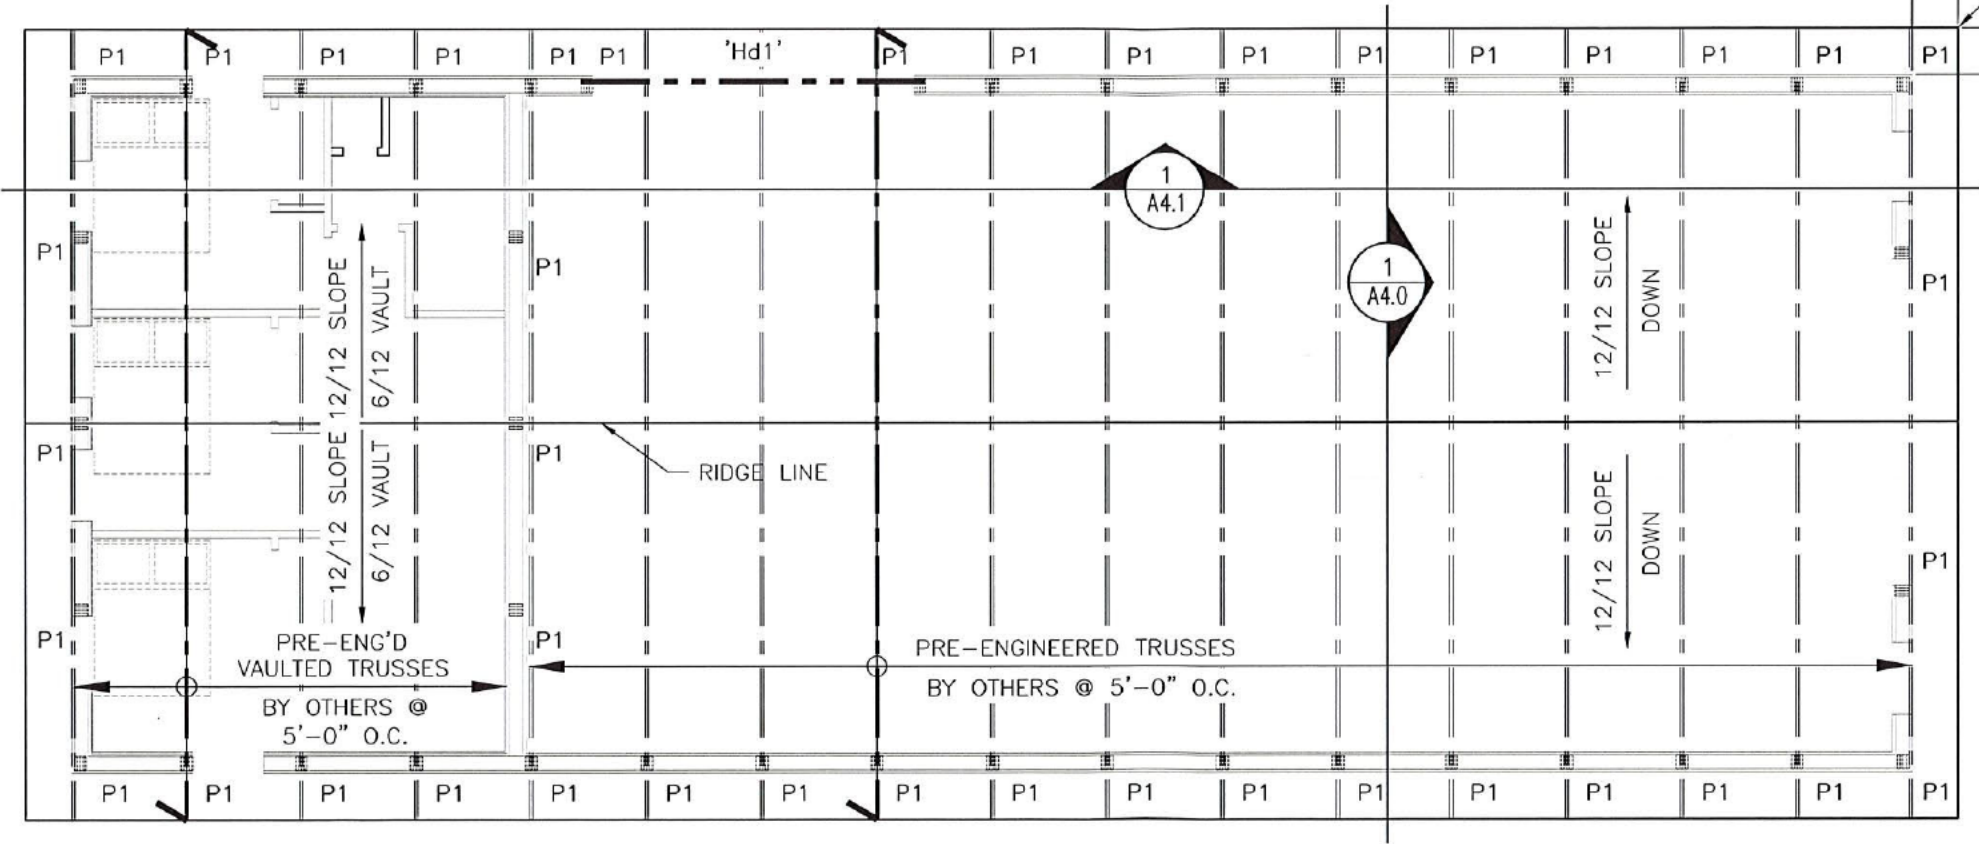 P1 P1 P1 P1 P1 P1 'Hd1' P1 P1 P1 P1 P1 P1 P1 P1 P1 P1
1
A4.1
P1
P1
12/12 SLOPE
6/12 VAULT
1
A4.0
12/12 SLOPE
DOWN
P1
P1
P1
RIDGE LINE
12/12 SLOPE
6/12 VAULT
12/12 SLOPE
DOWN
P1
P1
P1
PRE-ENG'D
VAULTED TRUSSES
BY OTHERS @
5'-0" O.C.
PRE-ENGINEERED TRUSSES
BY OTHERS @ 5'-0" O.C.
P1 P1 P1 P1 P1 P1 P1 P1 P1 P1 P1 P1 P1 P1 P1 P1 P1